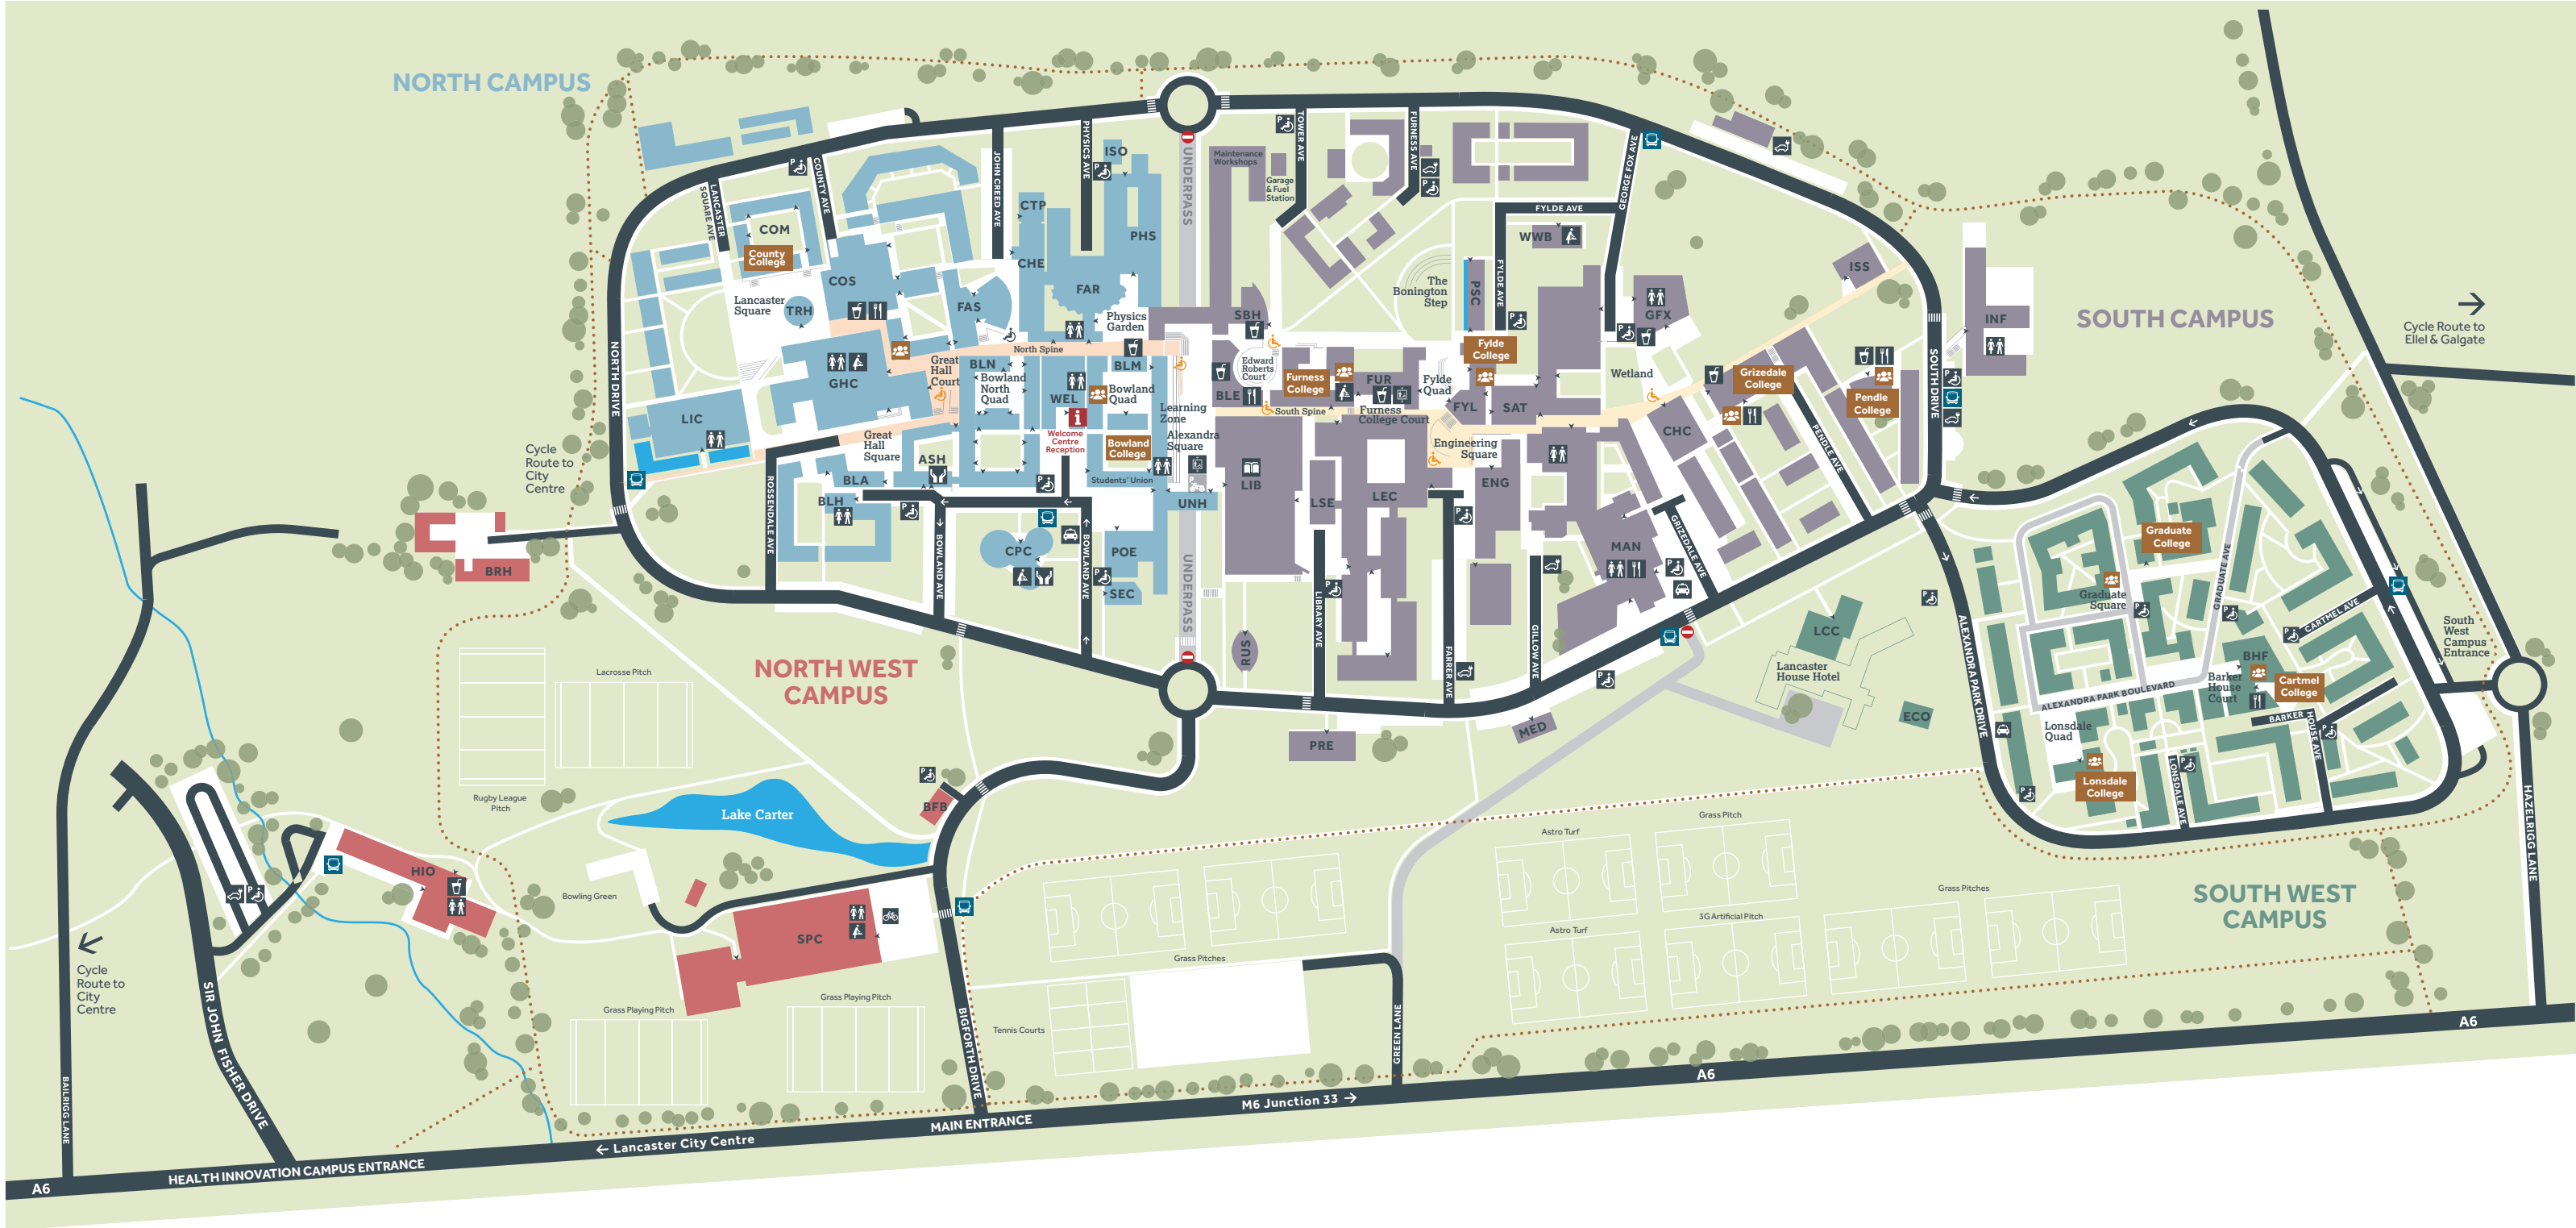 NORTH CAMPUS
SOUTH CAMPUS
Cycle Route to
Ellel & Galgate
NORTH DRIVE
LANCASTER
SQUARE AVE
COUNTY AVE
JOHN CREED AVE
PHYSICS AVE
UNDERPASS
ISO
CTP
PHS
CHE
FAR
COM
County
College
COS
Lancaster
Square
TRH
FAS
Physics
Garden
North Spine
GHC
Great
Hall
Court
BLN
Bowland
North
Quad
WEL
Welcome
Centre
Reception
BLM
Bowland
Quad
Learning
Zone
Alexandra
Square
Bowland
College
Students' Union
LIC
Great
Hall
Square
ASH
BLA
BLH
UNH
CPC
POE
SEC
ROSSENDALE AVE
BOWLAND AVE
BOWLAND AVE
UNDERPASS
Cycle
Route to
City
Centre
BRH
Maintenance
Workshops
Garage
& Fuel
Station
TOWER AVE
FURNESS AVE
GEORGE FOX AVE
FYLDE AVE
FYLDE AVE
WWB
The
Bonington
Step
PSC
GFX
ISS
INF
SOUTH DRIVE
SBH
Edward
Roberts
Court
BLE
Furness
College
FUR
Furness
College Court
Fylde
Quad
Fylde
College
FYL
SAT
South Spine
Wetland
Grizedale
College
Pendle
College
PENDLE AVE
CHC
Engineering
Square
LIB
LSE
LEC
ENG
MAN
GRIZEDALE AVE
RUS
LIBRARY AVE
FARRER AVE
GILLOW AVE
PRE
MED
LCC
Lancaster
House Hotel
ECO
ALEXANDRA PARK DRIVE
Graduate
College
Graduate
Square
GRADUATE AVE
CARTMEL AVE
South
West
Campus
Entrance
BHF
Barker
House
Court
Cartmel
College
ALEXANDRA PARK BOULEVARD
BARKER
HOUSE AVE
Lonsdale
Quad
Lonsdale
College
LONSDALE AVE
HAZELRIGG LANE
SOUTH WEST
CAMPUS
NORTH WEST
CAMPUS
Lacrosse Pitch
Rugby League
Pitch
Lake Carter
BFB
Bowling Green
HIO
SPC
Grass Playing Pitch
Grass Playing Pitch
Cycle
Route to
City
Centre
BAILRIGG LANE
SIR JOHN FISHER DRIVE
BIGFORTH DRIVE
Grass Pitches
Tennis Courts
GREEN LANE
Astro Turf
Grass Pitch
Astro Turf
3G Artificial Pitch
Grass Pitches
A6
HEALTH INNOVATION CAMPUS ENTRANCE
← Lancaster City Centre
MAIN ENTRANCE
M6 Junction 33 →
A6
A6